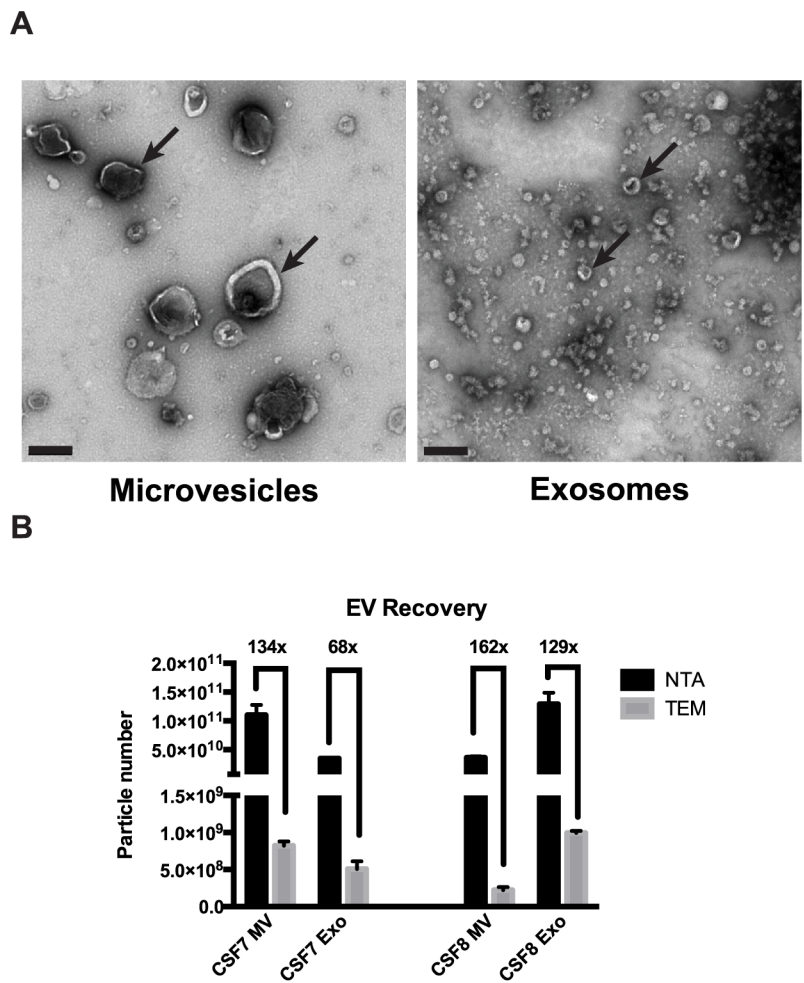 A
Microvesicles
Exosomes
B
EV Recovery
134x
68x
162x
129x
NTA
TEM
Particle number
2.0×10¹¹
1.5×10¹¹
1.0×10¹¹
5.0×10¹⁰
1.5×10⁹
1.0×10⁹
5.0×10⁸
0.0
CSF7 MV
CSF7 Exo
CSF8 MV
CSF8 Exo